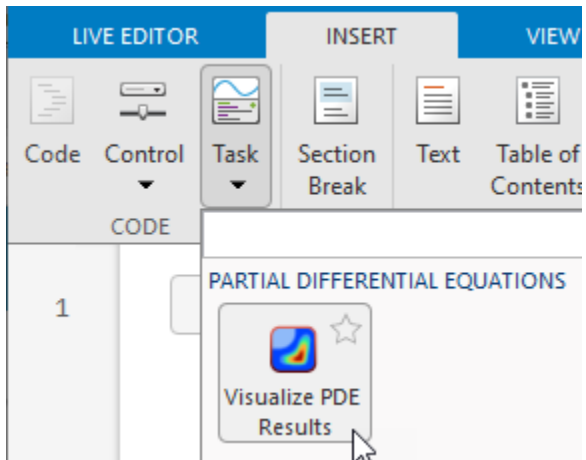 LIVE EDITOR INSERT VIEW
Code Control Task Section Break Text Table of Contents
CODE
PARTIAL DIFFERENTIAL EQUATIONS
1
Visualize PDE
Results